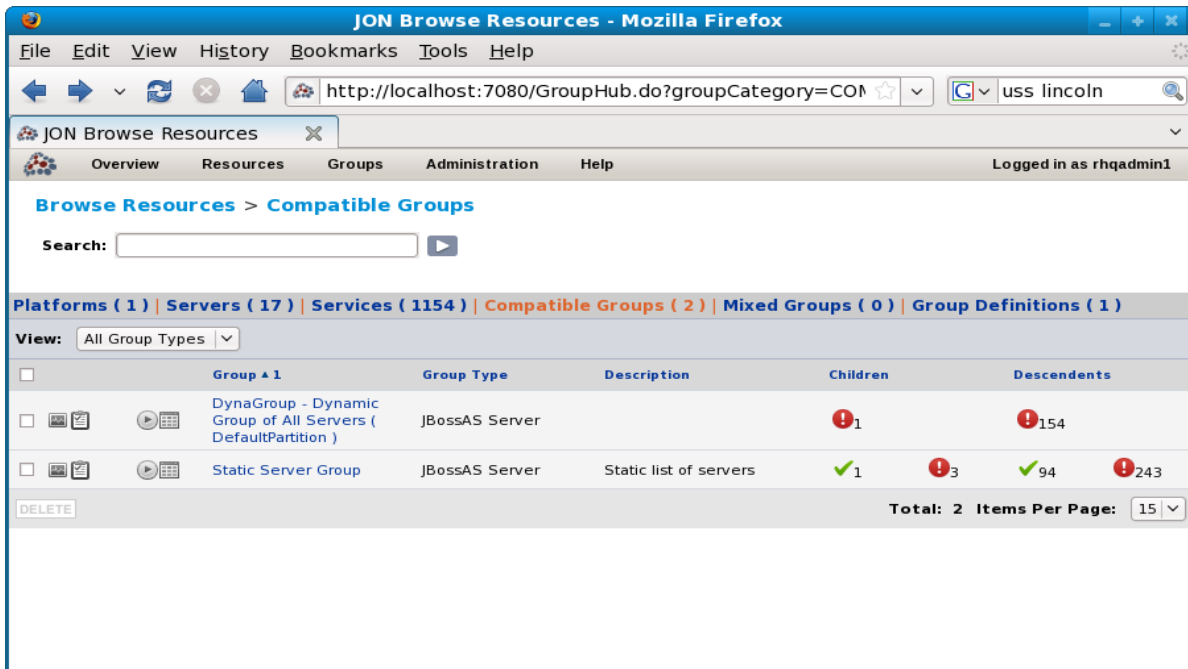 JON Browse Resources - Mozilla Firefox
File Edit View History Bookmarks Tools Help
http://localhost:7080/GroupHub.do?groupCategory=COM
G uss lincoln
JON Browse Resources
Overview Resources Groups Administration Help Logged in as rhqadmin1
Browse Resources > Compatible Groups
Search:
Platforms ( 1 ) | Servers ( 17 ) | Services ( 1154 ) | Compatible Groups ( 2 ) | Mixed Groups ( 0 ) | Group Definitions ( 1 )
View: All Group Types
Group ▲ 1 Group Type Description Children Descendents
DynaGroup - Dynamic
Group of All Servers ( JBossAS Server 1 154
DefaultPartition )
Static Server Group JBossAS Server Static list of servers 1 3 94 243
DELETE Total: 2 Items Per Page: 15